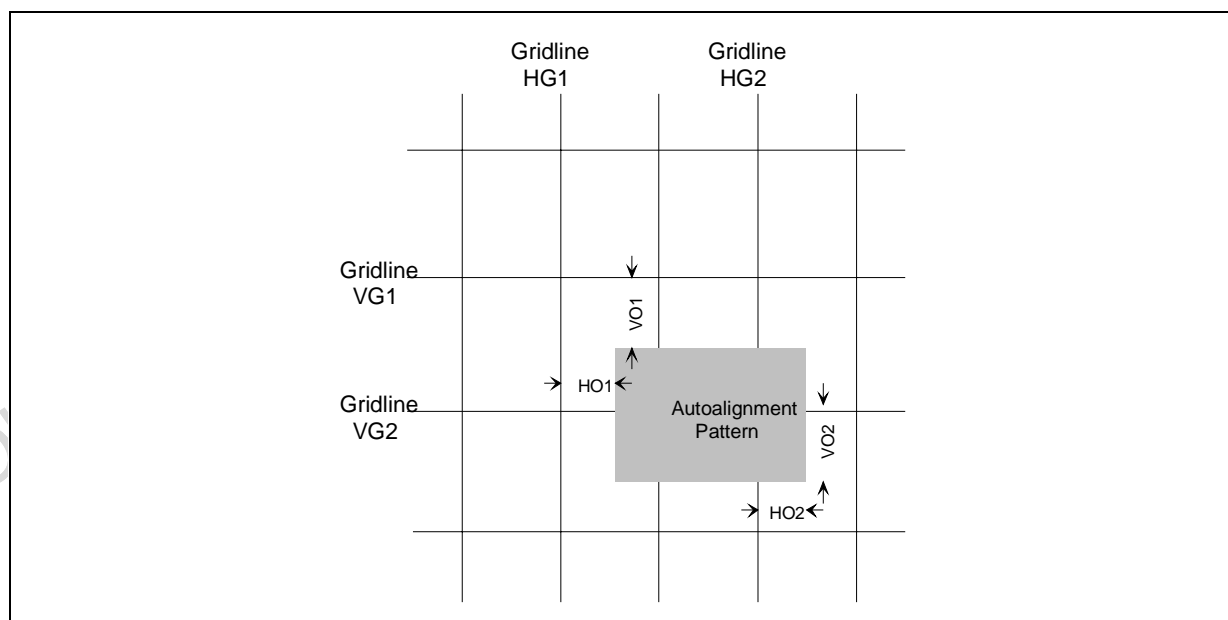 Gridline
HG1
Gridline
HG2
Gridline
VG1
VO1
HO1
Gridline
VG2
Autoalignment
Pattern
VO2
HO2